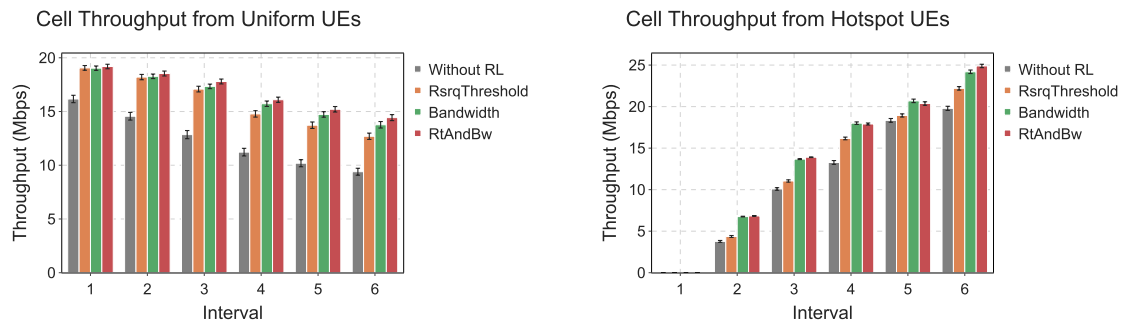 Cell Throughput from Uniform UEs
Throughput (Mbps)
20
15
10
5
0
1 2 3 4 5 6
Interval
Without RL
RsrqThreshold
Bandwidth
RtAndBw
Cell Throughput from Hotspot UEs
Throughput (Mbps)
25
20
15
10
5
0
1 2 3 4 5 6
Interval
Without RL
RsrqThreshold
Bandwidth
RtAndBw